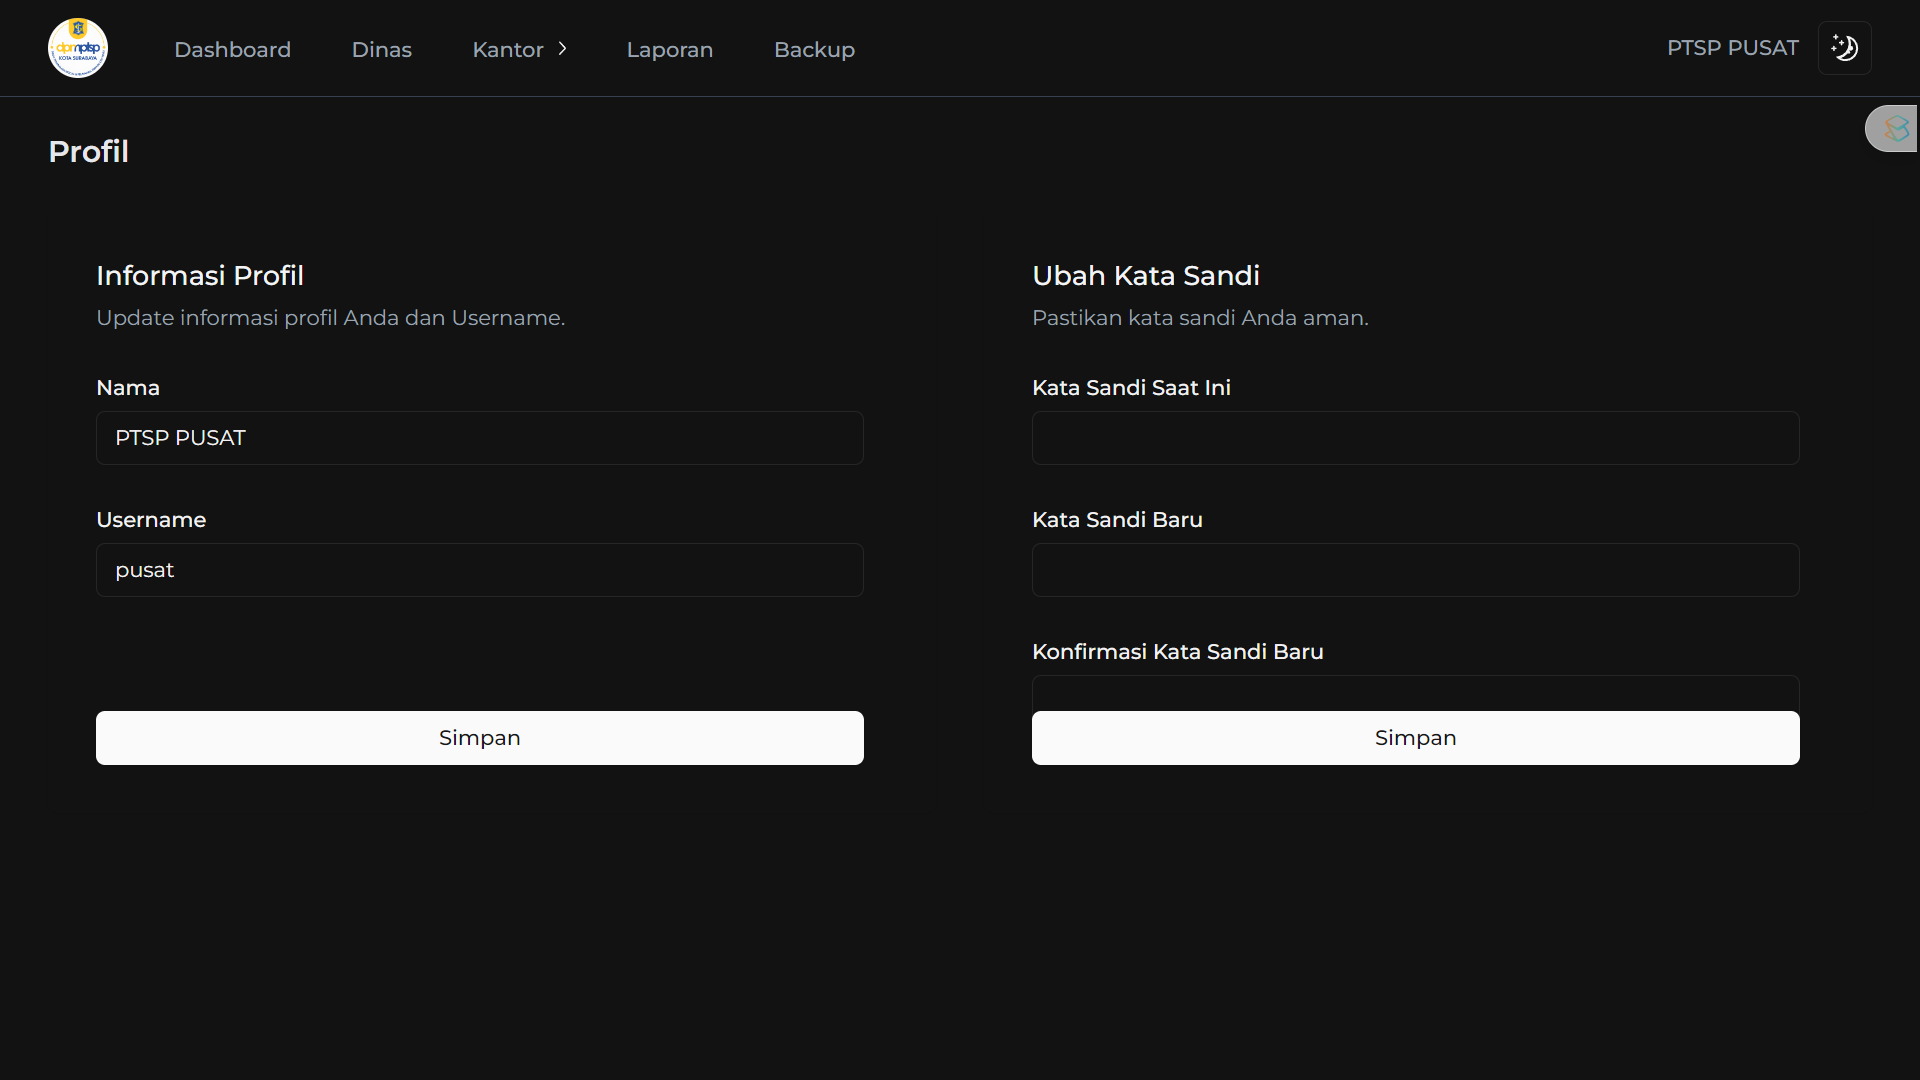 dpmptsp
KOTA SURABAYA
Dashboard
Dinas
Kantor
Laporan
Backup
PTSP PUSAT
Profil
Informasi Profil
Update informasi profil Anda dan Username.
Nama
PTSP PUSAT
Username
pusat
Simpan
Ubah Kata Sandi
Pastikan kata sandi Anda aman.
Kata Sandi Saat Ini
Kata Sandi Baru
Konfirmasi Kata Sandi Baru
Simpan